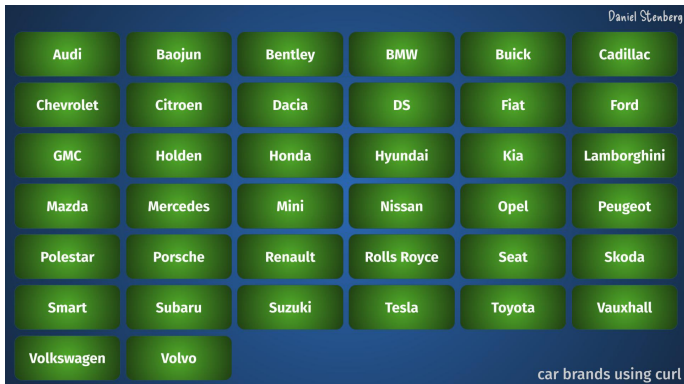 Daniel Stenberg
Audi Baojun Bentley BMW Buick Cadillac
Chevrolet Citroen Dacia DS Fiat Ford
GMC Holden Honda Hyundai Kia Lamborghini
Mazda Mercedes Mini Nissan Opel Peugeot
Polestar Porsche Renault Rolls Royce Seat Skoda
Smart Subaru Suzuki Tesla Toyota Vauxhall
Volkswagen Volvo
car brands using curl